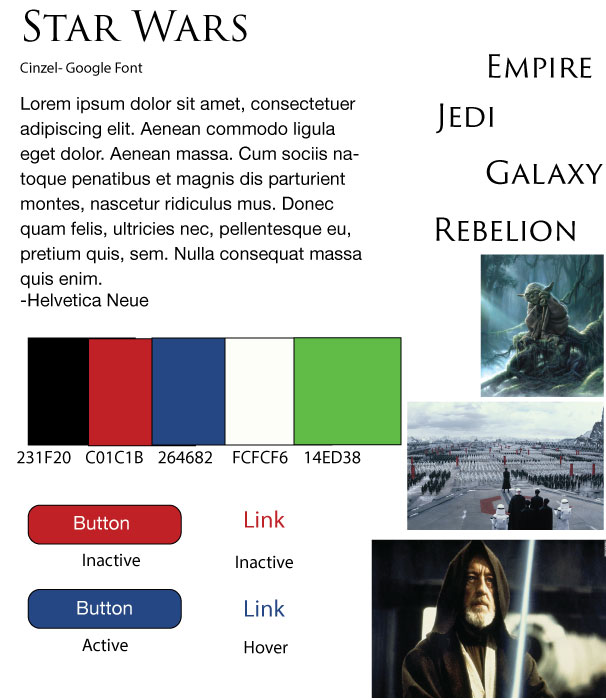 Star Wars
Cinzel- Google Font
Lorem ipsum dolor sit amet, consectetuer
adipiscing elit. Aenean commodo ligula
eget dolor. Aenean massa. Cum sociis na-
toque penatibus et magnis dis parturient
montes, nascetur ridiculus mus. Donec
quam felis, ultricies nec, pellentesque eu,
pretium quis, sem. Nulla consequat massa
quis enim.
-Helvetica Neue
Empire
Jedi
Galaxy
Rebelion
231F20 C01C1B 264682 FCFCF6 14ED38
Button
Inactive
Link
Inactive
Button
Active
Link
Hover